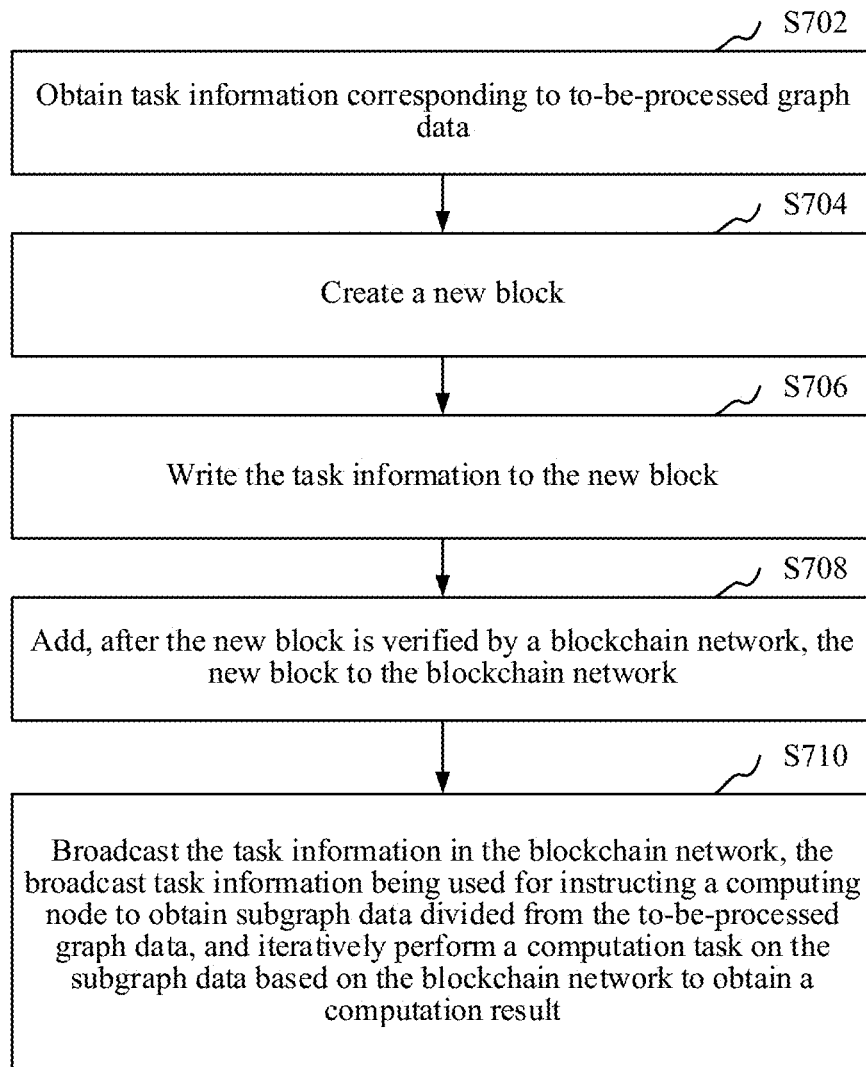 S702
Obtain task information corresponding to to-be-processed graph
data
S704
Create a new block
S706
Write the task information to the new block
S708
Add, after the new block is verified by a blockchain network, the
new block to the blockchain network
S710
Broadcast the task information in the blockchain network, the
broadcast task information being used for instructing a computing
node to obtain subgraph data divided from the to-be-processed
graph data, and iteratively perform a computation task on the
subgraph data based on the blockchain network to obtain a
computation result